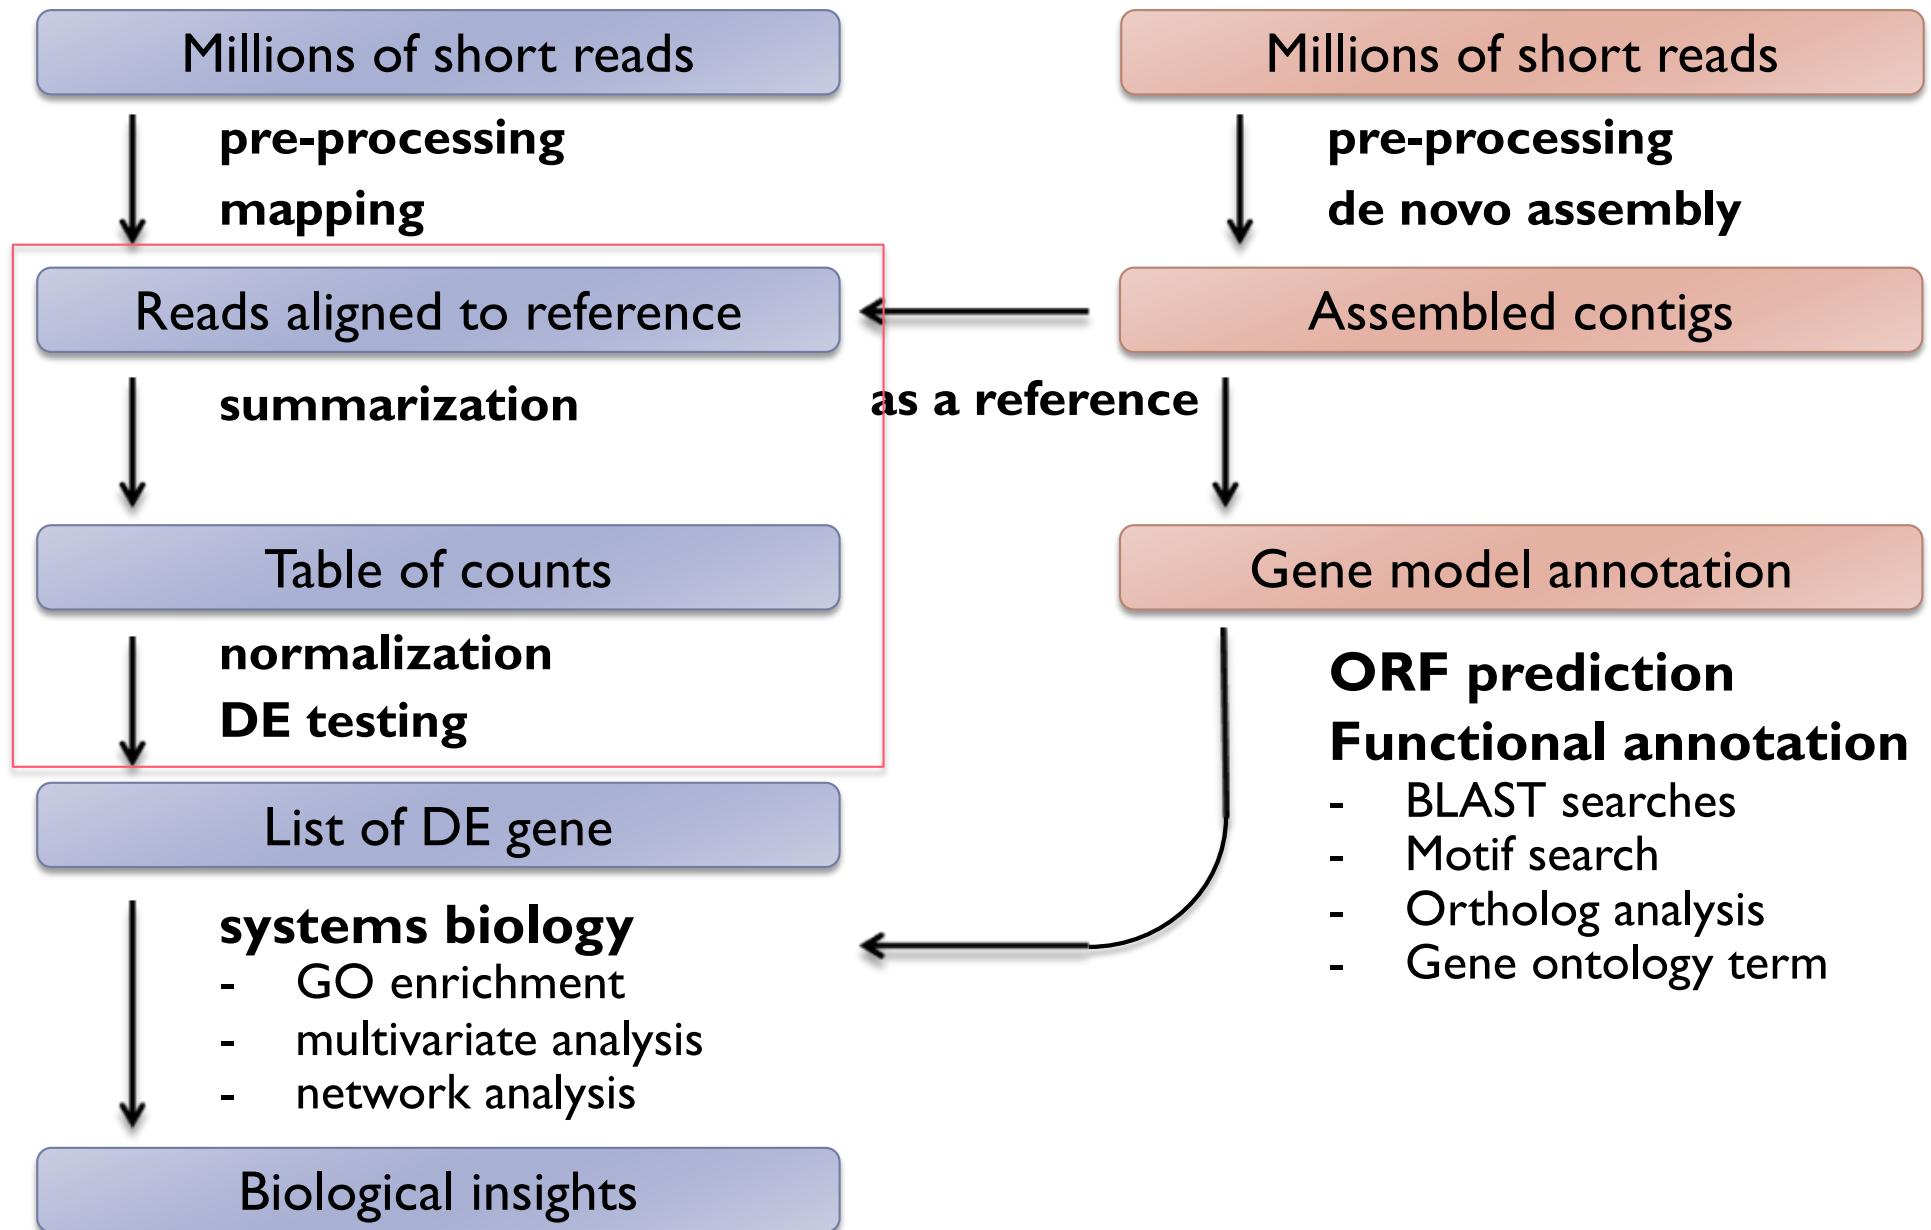 Millions of short reads
pre-processing
mapping
Reads aligned to reference
summarization
Table of counts
normalization
DE testing
List of DE gene
systems biology
- GO enrichment
- multivariate analysis
- network analysis
Biological insights
Millions of short reads
pre-processing
de novo assembly
Assembled contigs
as a reference
Gene model annotation
ORF prediction
Functional annotation
- BLAST searches
- Motif search
- Ortholog analysis
- Gene ontology term